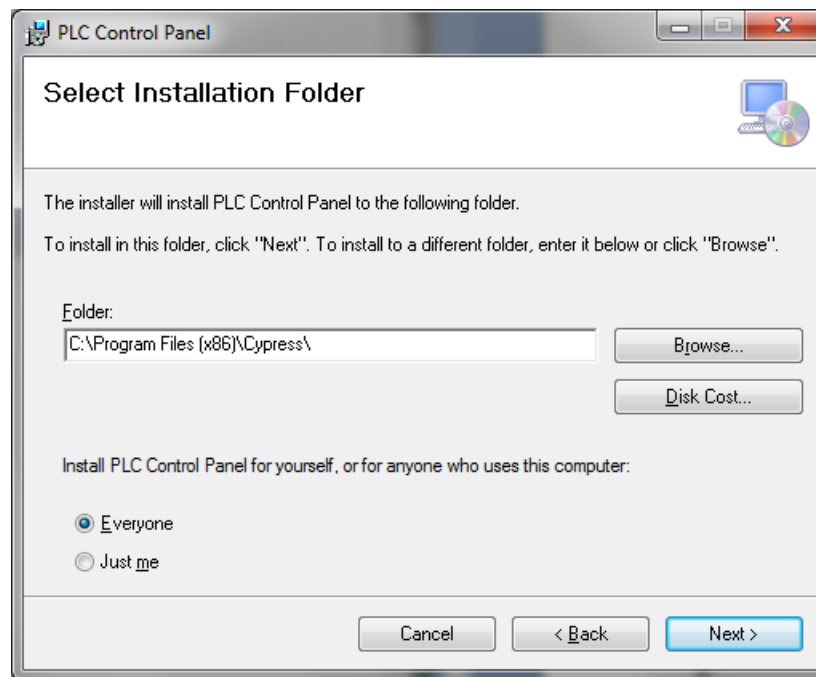 PLC Control Panel
Select Installation Folder
The installer will install PLC Control Panel to the following folder.
To install in this folder, click "Next". To install to a different folder, enter it below or click "Browse".
Folder:
C:\Program Files (x86)\Cypress\
Browse...
Disk Cost...
Install PLC Control Panel for yourself, or for anyone who uses this computer:
Everyone
Just me
Cancel
< Back
Next >